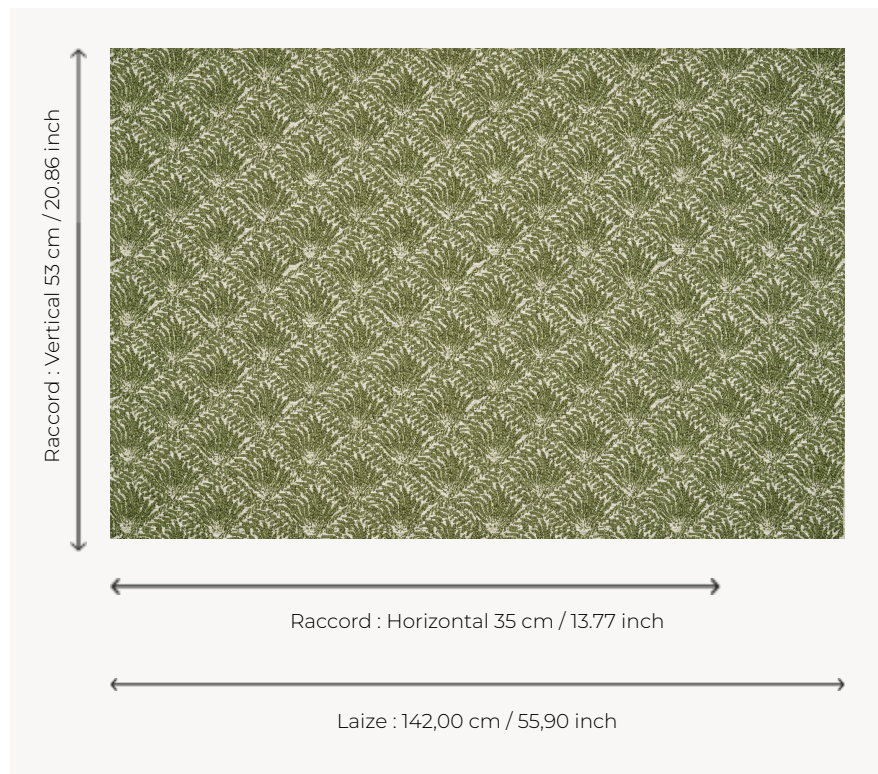 Raccord : Vertical 53 cm / 20.86 inch
Raccord : Horizontal 35 cm / 13.77 inch
Laize : 142,00 cm / 55,90 inch